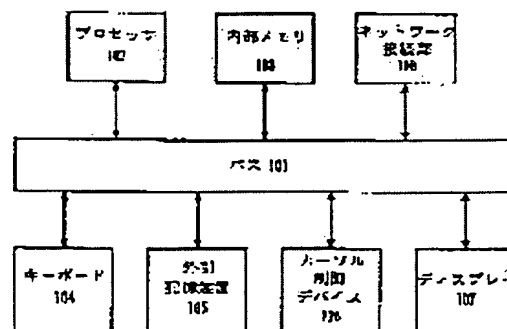 プロセッサ
102
内部メモリ
103
ネットワーク
接続部
108
バス 101
キーボード
104
外部
記憶装置
105
カーソル
制御
デバイス
106
ディスプレイ
107